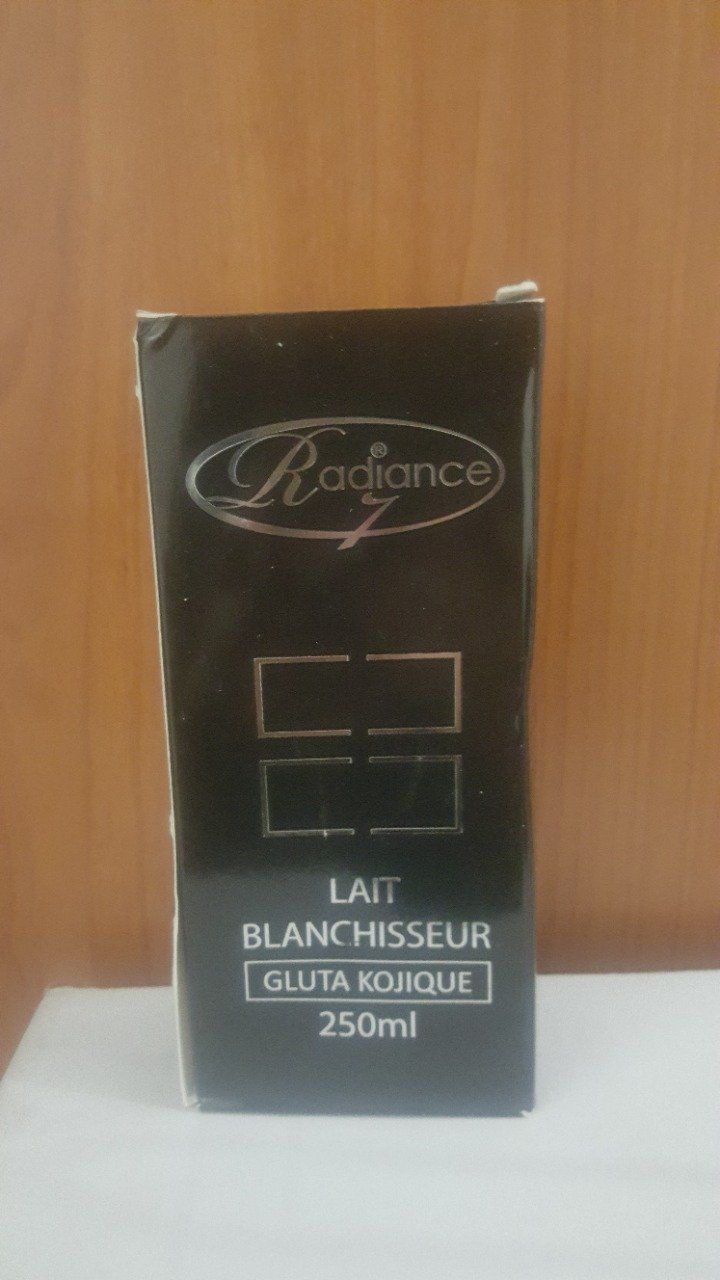 Radiance®
7
LAIT
BLANCHISSEUR
GLUTA KOJIQUE
250ml